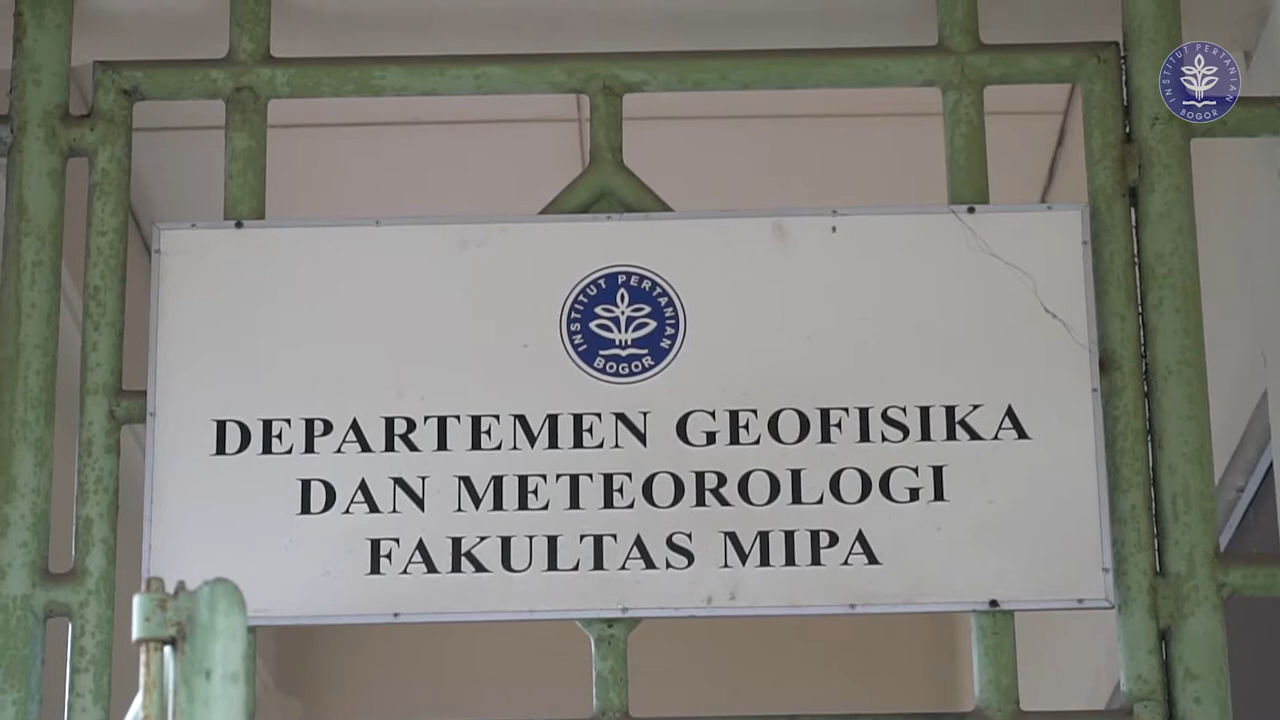 INSTITUT PERTANIAN
BOGOR
INSTITUT PERTANIAN
BOGOR
DEPARTEMEN GEOFISIKA
DAN METEOROLOGI
FAKULTAS MIPA